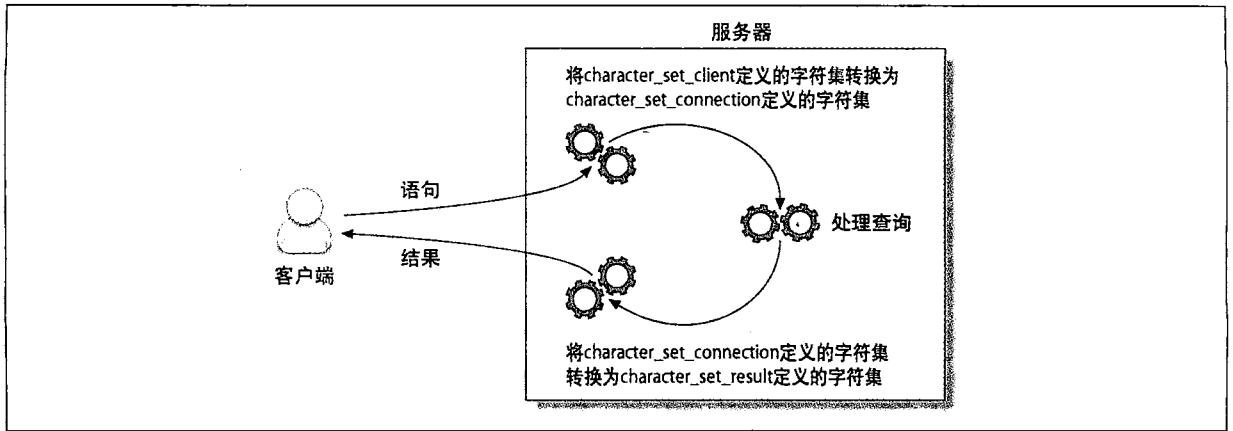 服务器
将character_set_client定义的字符集转换为
character_set_connection定义的字符集
语句
处理查询
结果
客户端
将character_set_connection定义的字符集
转换为character_set_result定义的字符集